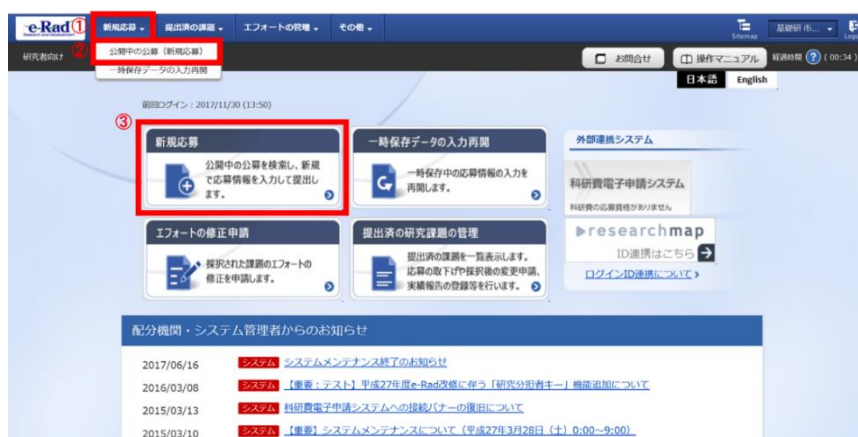 e-Rad
①
新規応募
提出済の課題
エフォートの管理
その他
Sitemap
基礎研 市...
研究者向け
②
公開中の公募（新規応募）
一時保存データの入力再開
お問合せ
操作マニュアル
経過時間 ? ( 00:34 )
日本語 English
前回ログイン：2017/11/30 (13:50)
③
新規応募
公開中の公募を検索し、新規
で応募情報を入力して提出し
ます。
一時保存データの入力再開
一時保存中の応募情報の入力を
再開します。
外部連携システム
科研費電子申請システム
科研費の応募資格がありません
researchmap
ID連携はこちら
ログインID連携について
エフォートの修正
申請
採択された課題のエフォートの
修正を申請します。
提出済の研究課題の管理
提出済の課題を一覧表示します。
応募の取下げや採択後の変更申請、
実績報告の登録等を行います。
配分機関・システム管理者からのお知らせ
2017/06/16 システム システムメンテナンス終了のお知らせ
2016/03/08 システム 【重要：テスト】平成27年度e-Rad改修に伴う「研究分担者キー」機能追加について
2015/03/13 システム 科研費電子申請システムへの接続バナーの復旧について
2015/03/10 システム 【重要】システムメンテナンスについて（平成27年3月28日（土）0:00～9:00）